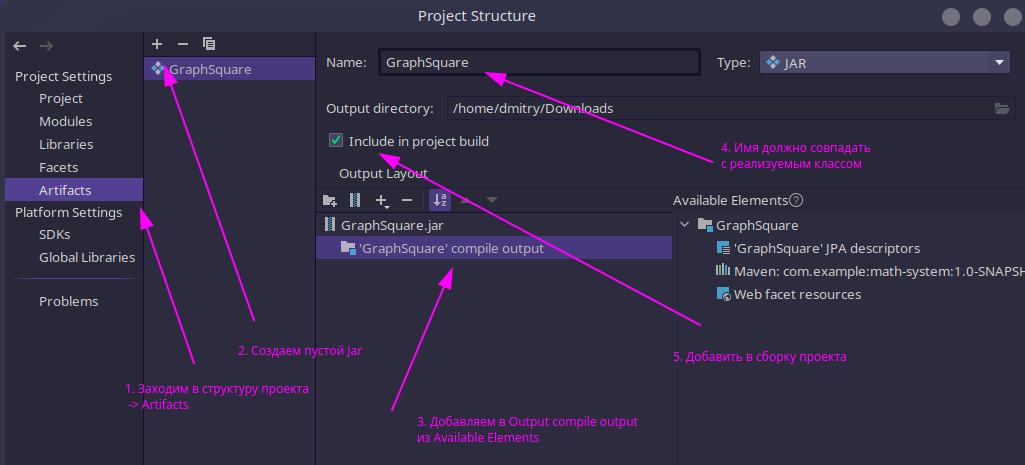 Project Structure
Project Settings
Project
Modules
Libraries
Facets
Artifacts
Platform Settings
SDKs
Global Libraries
Problems
GraphSquare
Name:
GraphSquare
Type:
JAR
Output directory:
/home/dmitry/Downloads
Include in project build
Output Layout
a
z
GraphSquare.jar
'GraphSquare' compile output
Available Elements
?
GraphSquare
'GraphSquare' JPA descriptors
Maven: com.example:math-system:1.0-SNAPSH
Web facet resources
1. Заходим в структуру проекта
-> Artifacts
2. Создаем пустой Jar
3. Добавляем в Output compile output
из Available Elements
4. Имя должно совпадать
с реализуемым классом
5. Добавить в сборку проекта